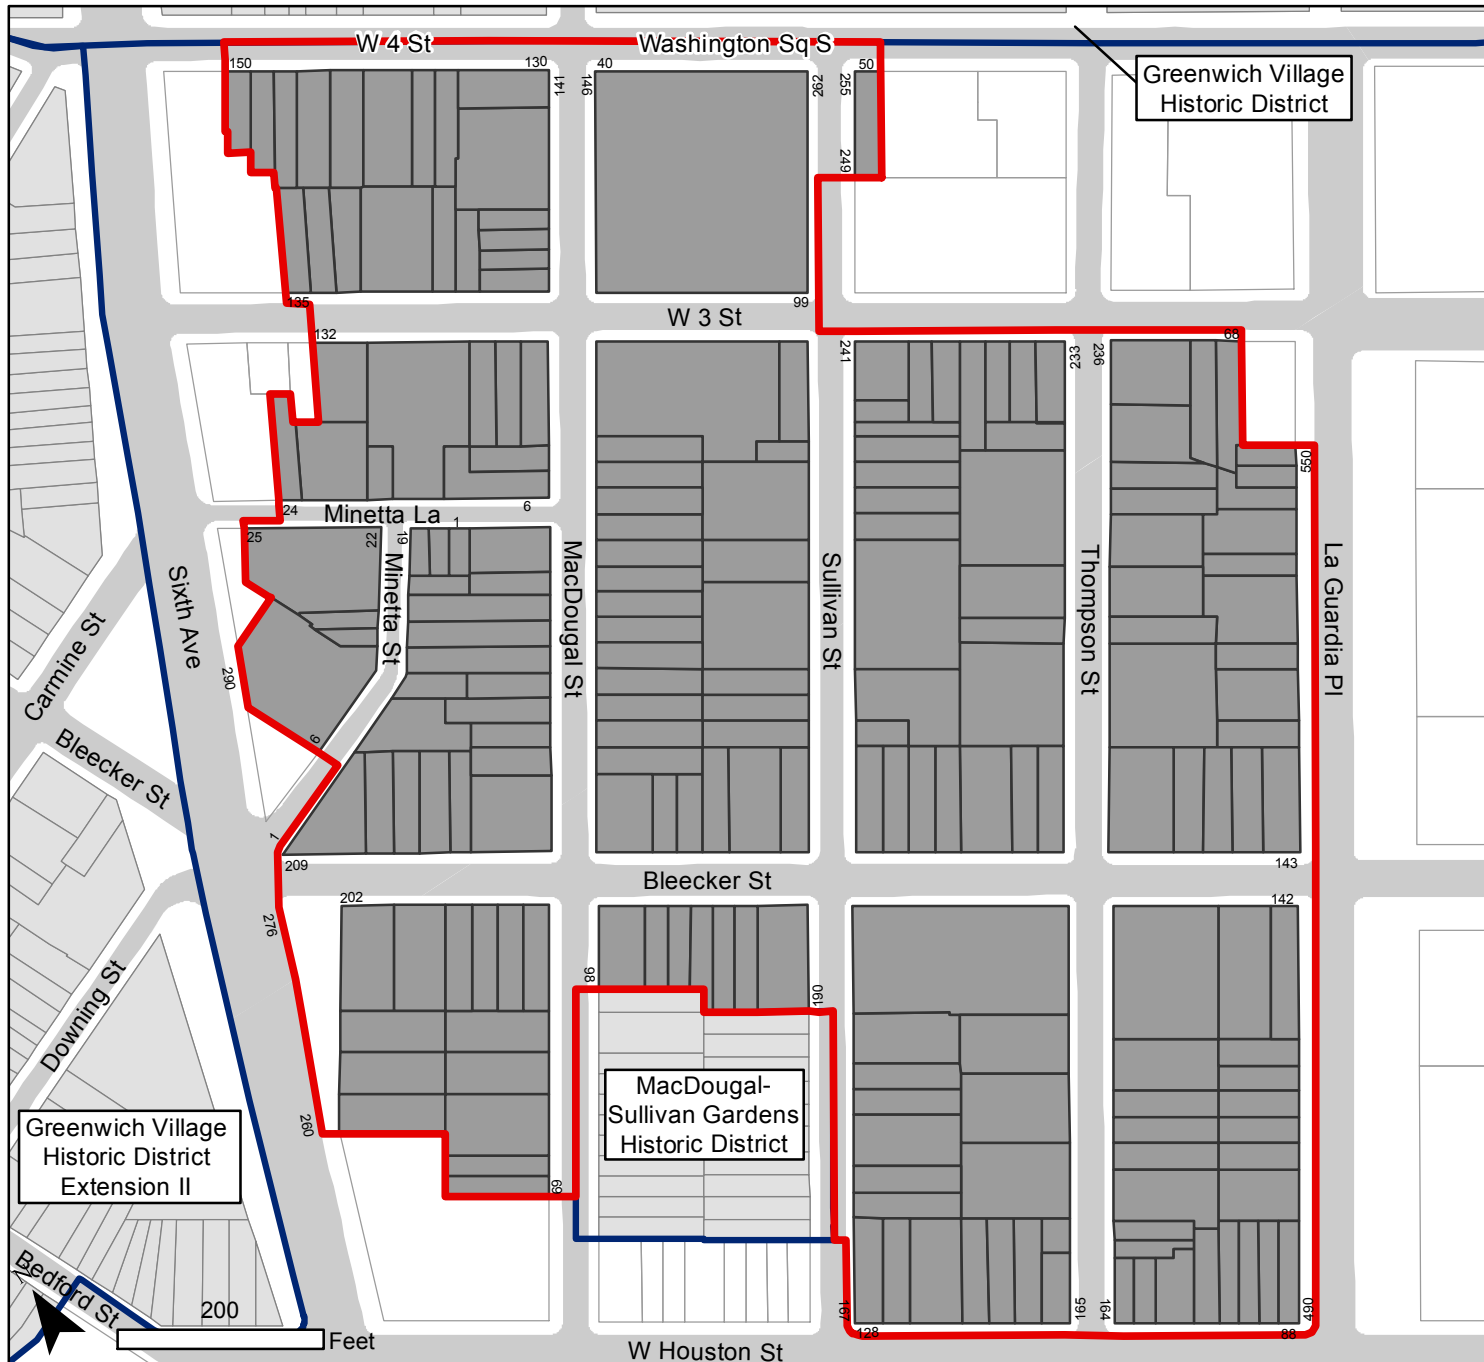 W 4 St
Washington Sq S
Greenwich Village
Historic District
150
130
141
146
40
262
255
50
249
135
W 3 St
99
132
241
233
236
68
550
24
Minetta La
6
25
22
19
1
Minetta St
MacDougal St
Sullivan St
Thompson St
La Guardia Pl
Sixth Ave
Carmine St
290
6
Bleecker St
1
209
Bleecker St
143
202
142
276
98
160
Downing St
MacDougal-
Sullivan Gardens
Historic District
260
Greenwich Village
Historic District
Extension II
69
Bedford St
N
200
Feet
167
128
165
164
88
490
W Houston St